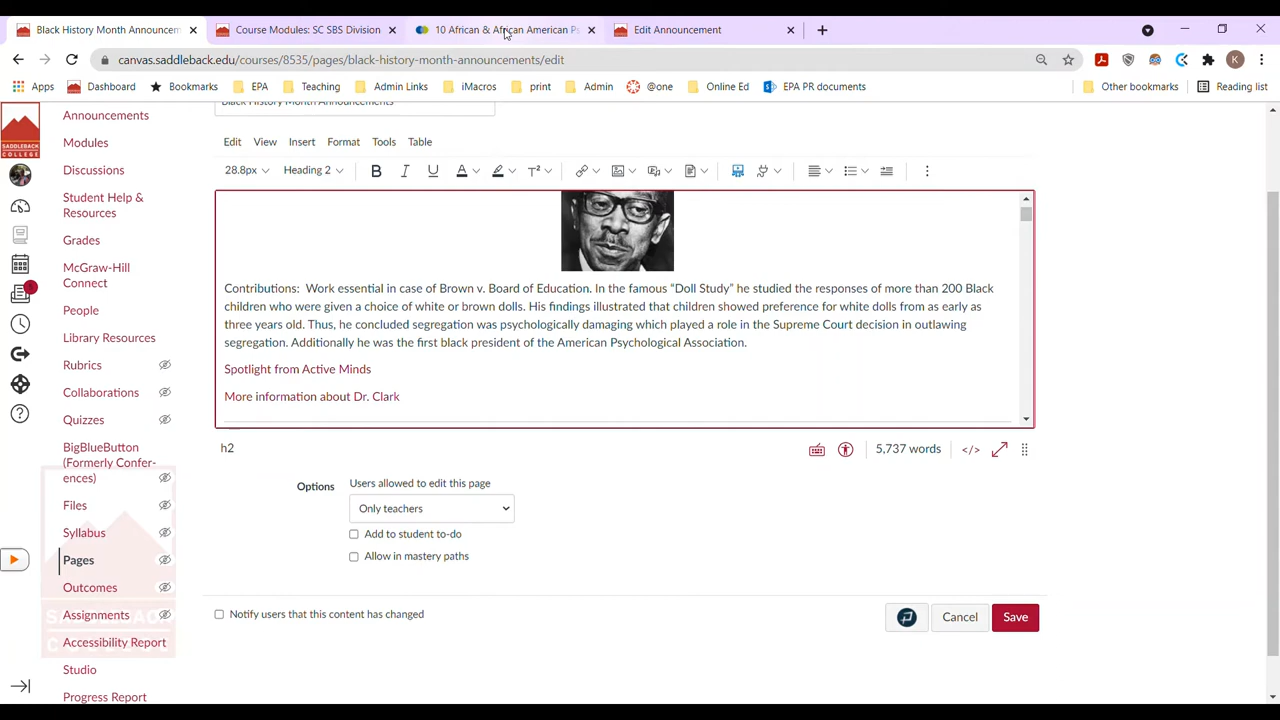 Black History Month Announcem
Course Modules: SC SBS Division
10 African & African American Ps
Edit Announcement
canvas.saddleback.edu/courses/8535/pages/black-history-month-announcements/edit
K
Apps
Dashboard
Bookmarks
EPA
Teaching
Admin Links
iMacros
print
Admin
@one
Online Ed
EPA PR documents
Other bookmarks
Reading list
SADDLEBACK
COLLEGE
Black History Month Announcements
Announcements
Modules
Discussions
Student Help &
Resources
Grades
McGraw-Hill
Connect
People
Library Resources
Rubrics
Collaborations
Quizzes
BigBlueButton
(Formerly Confer-
ences)
Files
Syllabus
Pages
Outcomes
Assignments
Accessibility Report
Studio
Progress Report
Edit View Insert Format Tools Table
28.8px Heading 2 B I U A T²
Contributions: Work essential in case of Brown v. Board of Education. In the famous "Doll Study" he studied the responses of more than 200 Black
children who were given a choice of white or brown dolls. His findings illustrated that children showed preference for white dolls from as early as
three years old. Thus, he concluded segregation was psychologically damaging which played a role in the Supreme Court decision in outlawing
segregation. Additionally he was the first black president of the American Psychological Association.
Spotlight from Active Minds
More information about Dr. Clark
h2
5,737 words
</>
Options
Users allowed to edit this page
Only teachers
Add to student to-do
Allow in mastery paths
Notify users that this content has changed
Cancel
Save